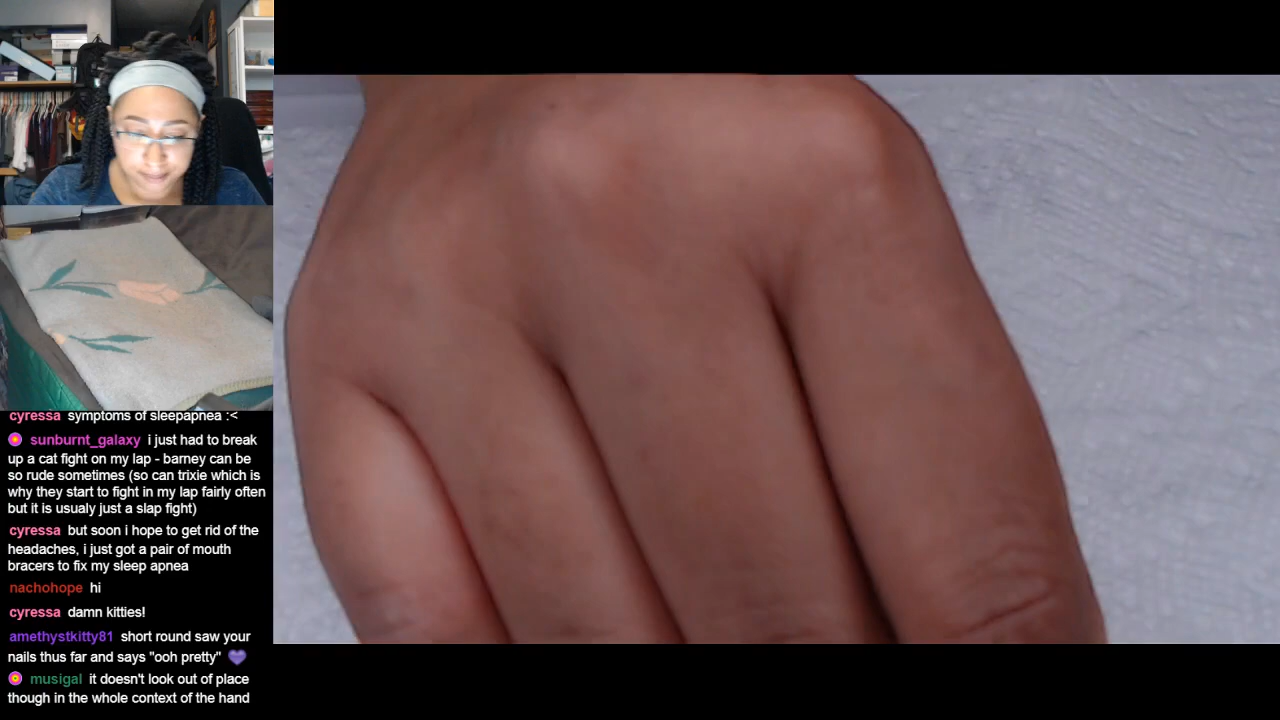 cyressa symptoms of sleepapnea :<
sunburnt_galaxy i just had to break
up a cat fight on my lap - barney can be
so rude sometimes (so can trixie which is
why they start to fight in my lap fairly often
but it is usualy just a slap fight)
cyressa but soon i hope to get rid of the
headaches, i just got a pair of mouth
bracers to fix my sleep apnea
nachohope hi
cyressa damn kitties!
amethystkitty81 short round saw your
nails thus far and says "ooh pretty"
musigal it doesn't look out of place
though in the whole context of the hand